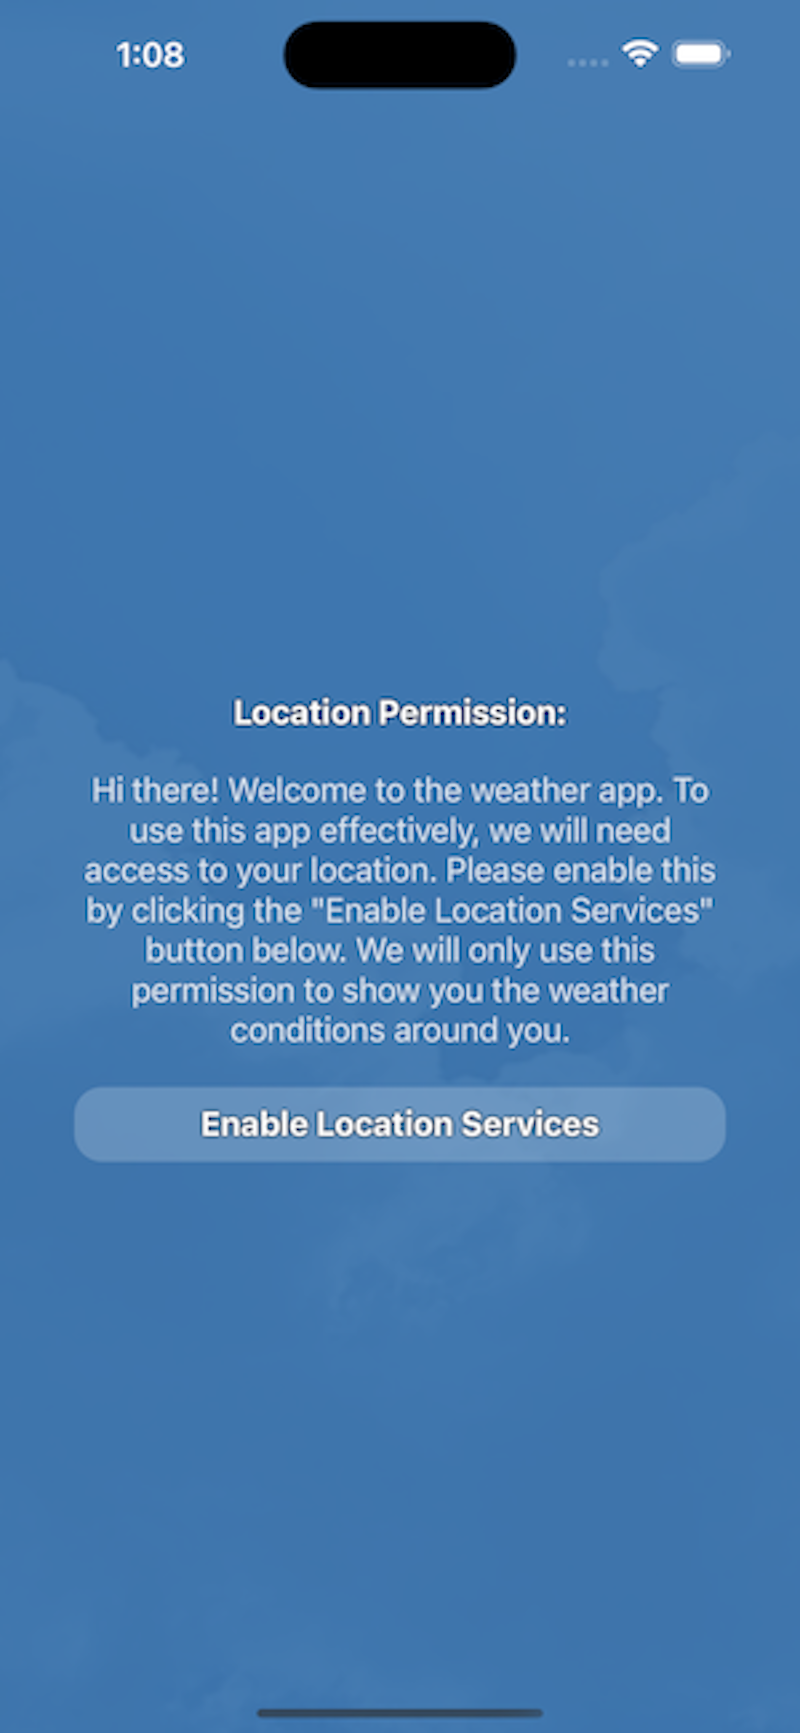 1:08
Location Permission:
Hi there! Welcome to the weather app. To
use this app effectively, we will need
access to your location. Please enable this
by clicking the "Enable Location Services"
button below. We will only use this
permission to show you the weather
conditions around you.
Enable Location Services